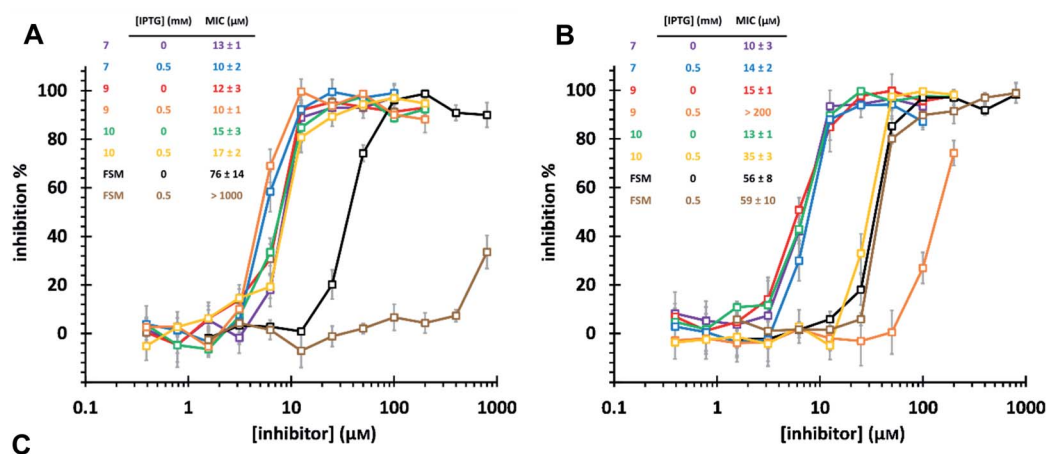 A
[IPTG] (mM) MIC (μM)
7 0 13 ± 1
7 0.5 10 ± 2
9 0 12 ± 3
9 0.5 10 ± 1
10 0 15 ± 3
10 0.5 17 ± 2
FSM 0 76 ± 14
FSM 0.5 > 1000
inhibition %
100
80
60
40
20
0
0.1 1 10 100 1000
[inhibitor] (μM)
B
[IPTG] (mM) MIC (μM)
7 0 10 ± 3
7 0.5 14 ± 2
9 0 15 ± 1
9 0.5 > 200
10 0 13 ± 1
10 0.5 35 ± 3
FSM 0 56 ± 8
FSM 0.5 59 ± 10
inhibition %
100
80
60
40
20
0
0.1 1 10 100 1000
[inhibitor] (μM)
C